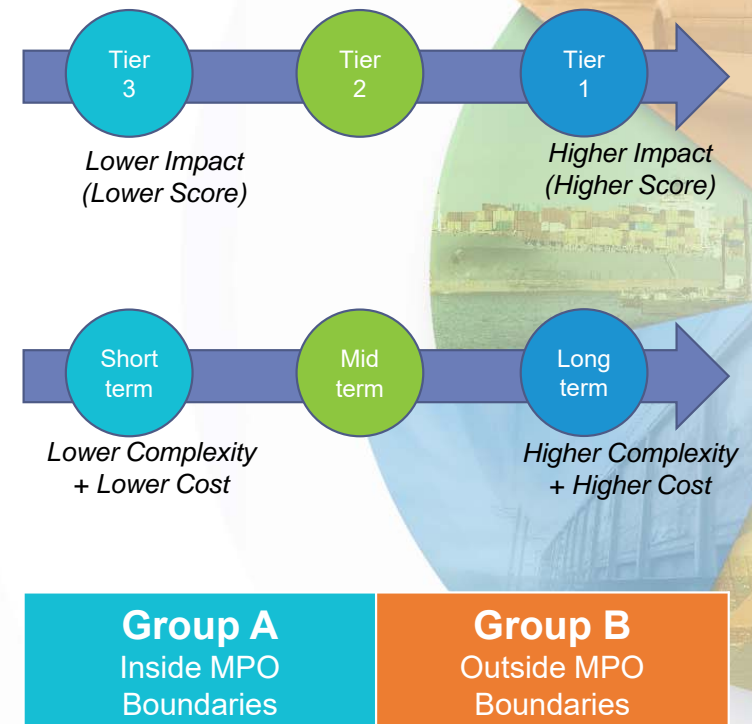 Tier
3
Tier
2
Tier
1
Lower Impact
(Lower Score)
Higher Impact
(Higher Score)
Short
term
Mid
term
Long
term
Lower Complexity
+ Lower Cost
Higher Complexity
+ Higher Cost
Group A
Inside MPO
Boundaries
Group B
Outside MPO
Boundaries